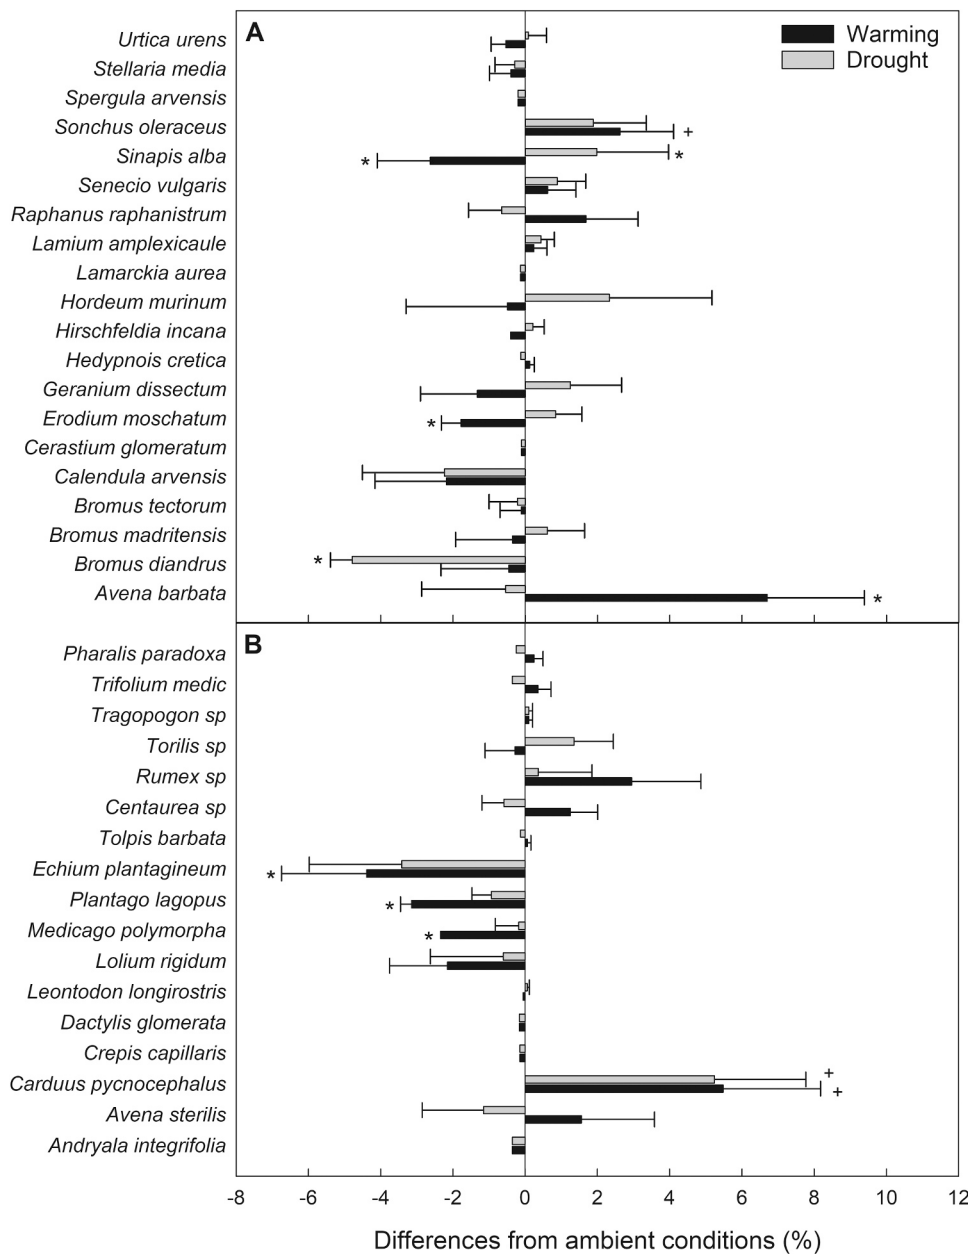 A
Warming
Drought
Urtica urens
Stellaria media
Spergula arvensis
Sonchus oleraceus
+
Sinapis alba
*
*
Senecio vulgaris
Raphanus raphanistrum
Lamium amplexicaule
Lamarckia aurea
Hordeum murinum
Hirschfeldia incana
Hedypnois cretica
Geranium dissectum
Erodium moschatum
*
Cerastium glomeratum
Calendula arvensis
Bromus tectorum
Bromus madritensis
Bromus diandrus
*
Avena barbata
*
B
Pharalis paradoxa
Trifolium medic
Tragopogon sp
Torilis sp
Rumex sp
Centaurea sp
Tolpis barbata
Echium plantagineum
*
Plantago lagopus
*
Medicago polymorpha
*
Lolium rigidum
Leontodon longirostris
Dactylis glomerata
Crepis capillaris
Carduus pycnocephalus
+
+
Avena sterilis
Andryala integrifolia
-8 -6 -4 -2 0 2 4 6 8 10 12
Differences from ambient conditions (%)